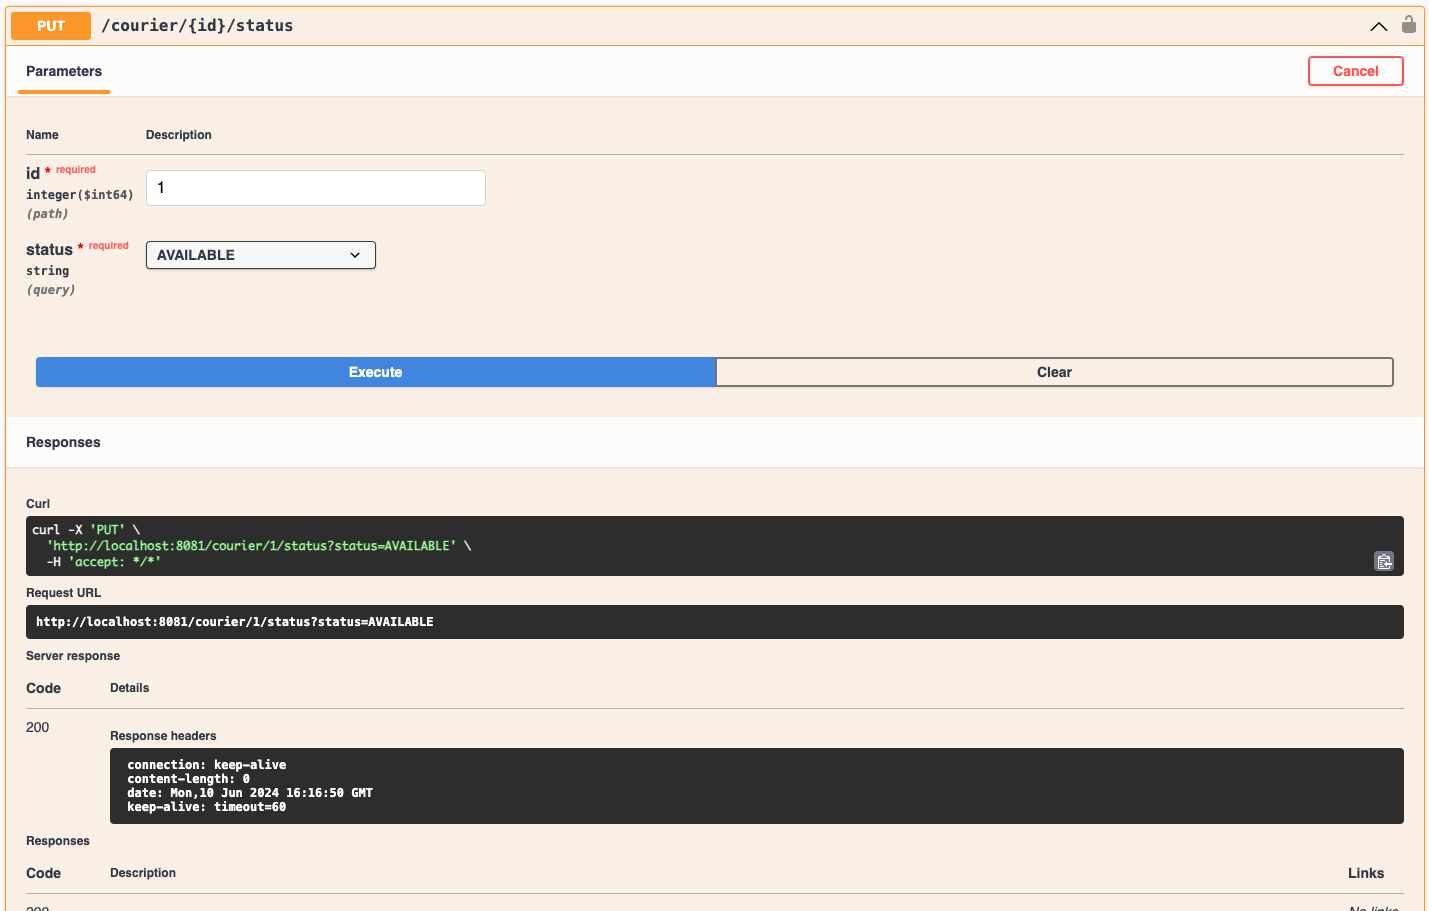 PUT /courier/{id}/status
Parameters
Cancel
Name Description
id * required
integer($int64)
(path)
1
status * required
string
(query)
AVAILABLE
Execute Clear
Responses
Curl
curl -X 'PUT' \
'http://localhost:8081/courier/1/status?status=AVAILABLE' \
-H 'accept: */*'
Request URL
http://localhost:8081/courier/1/status?status=AVAILABLE
Server response
Code Details
200
Response headers
connection: keep-alive
content-length: 0
date: Mon,10 Jun 2024 16:16:50 GMT
keep-alive: timeout=60
Responses
Code Description Links
200 No links